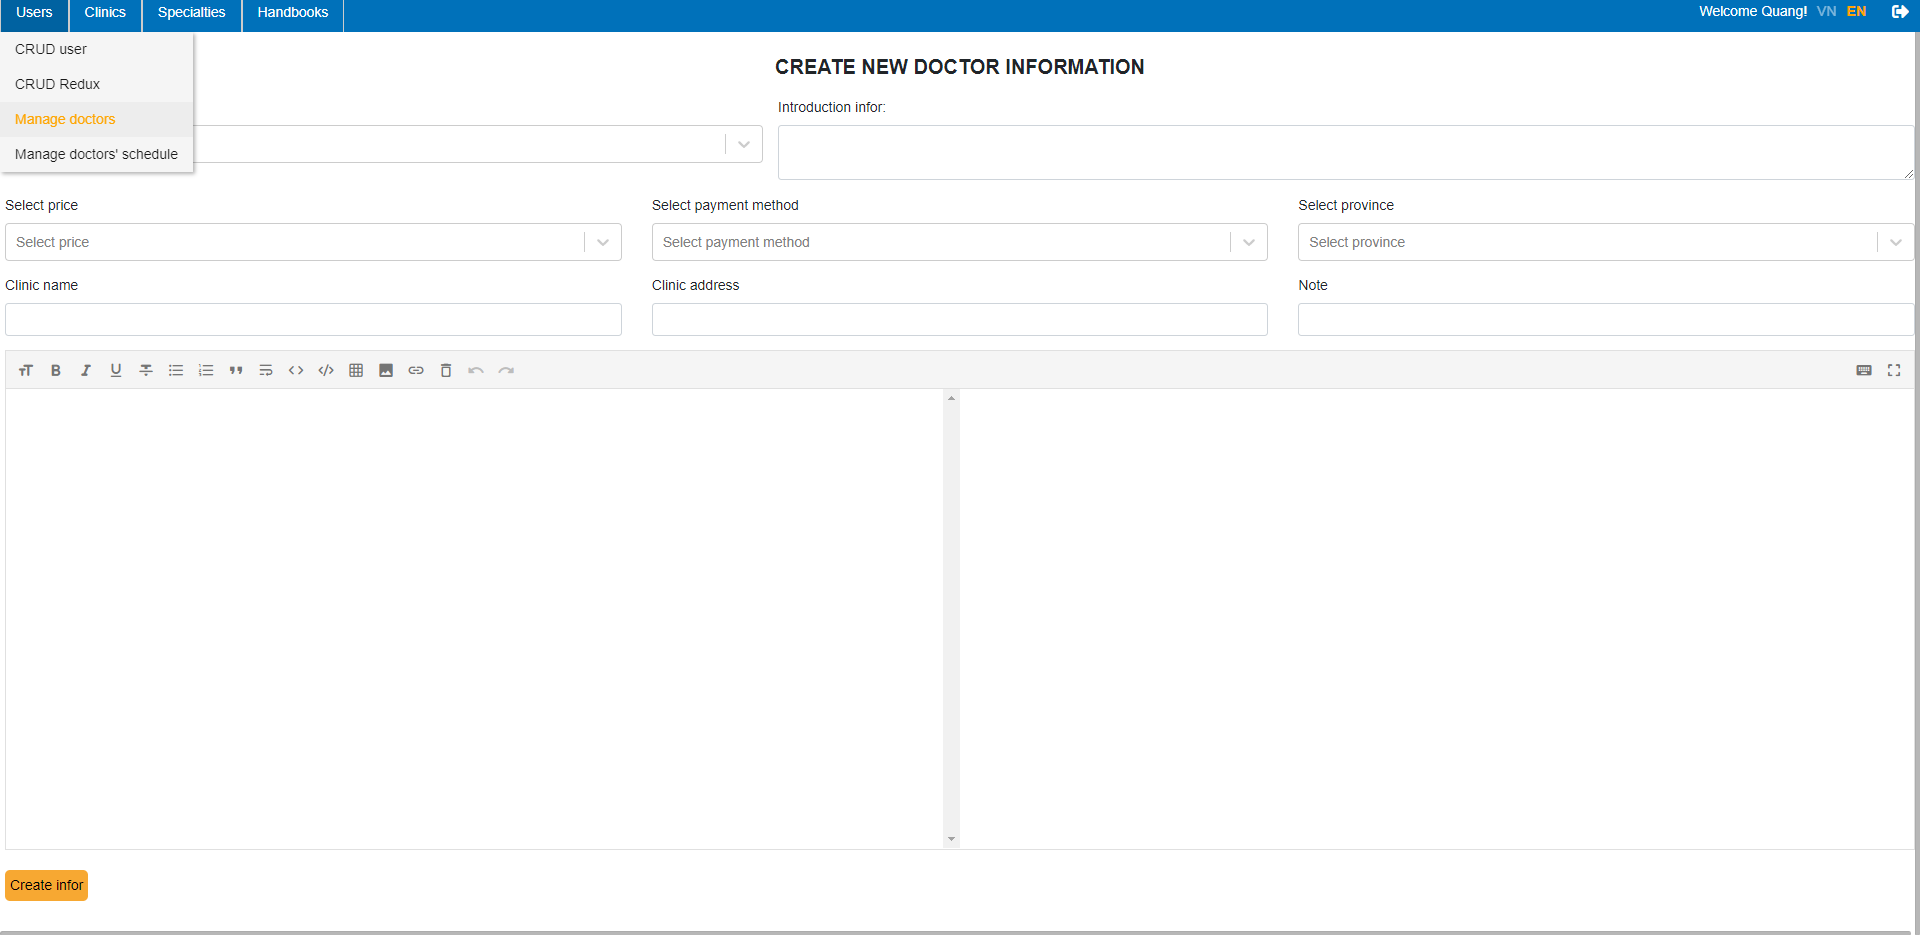 Users Clinics Specialties Handbooks Welcome Quang! VN EN
CRUD user
CRUD Redux
Manage doctors
Manage doctors' schedule
CREATE NEW DOCTOR INFORMATION
Introduction infor:
Select price Select payment method Select province
Select price Select payment method Select province
Clinic name Clinic address Note
Create infor